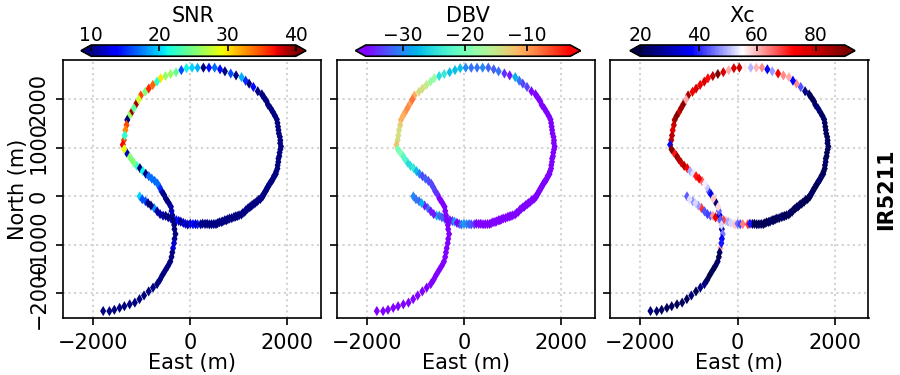 SNR
DBV
Xc
10 20 30 40
−30 −20 −10
20 40 60 80
North (m)
2000
1000
0
−1000
−2000
−2000 0 2000
−2000 0 2000
−2000 0 2000
East (m)
East (m)
East (m)
IR5211